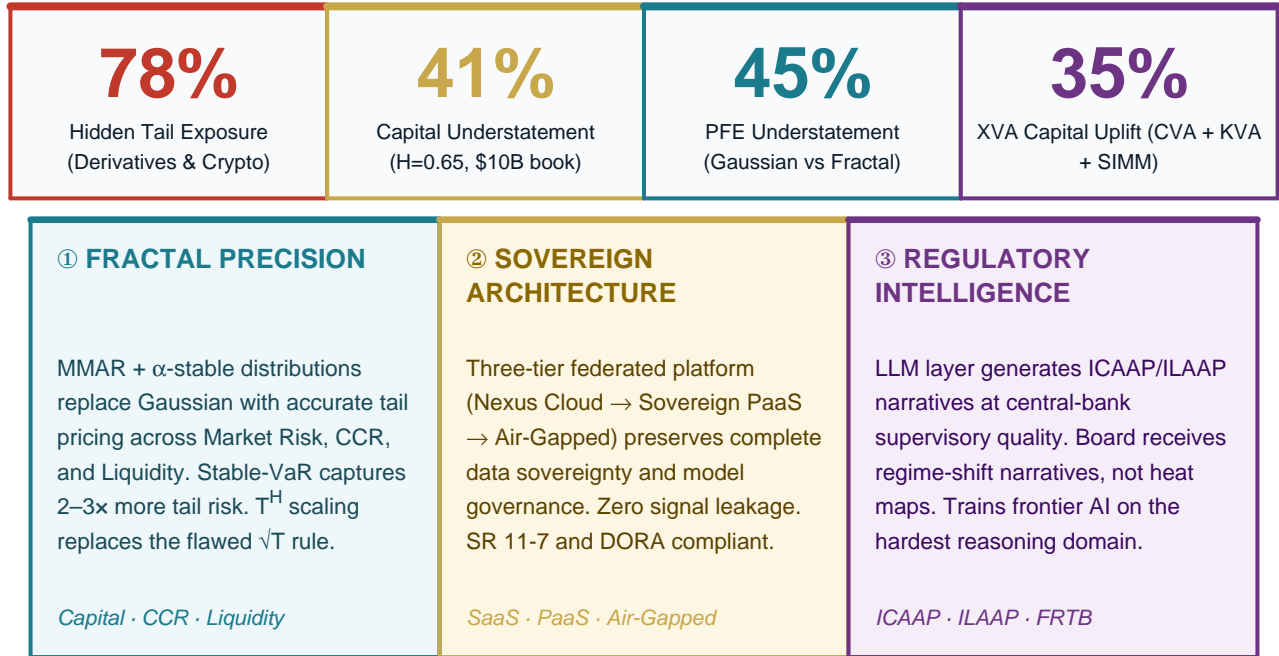 78%
Hidden Tail Exposure
(Derivatives & Crypto)
41%
Capital Understatement
(H=0.65, $10B book)
45%
PFE Understatement
(Gaussian vs Fractal)
35%
XVA Capital Uplift (CVA + KVA
+ SIMM)
① FRACTAL PRECISION
MMAR + α-stable distributions
replace Gaussian with accurate tail
pricing across Market Risk, CCR,
and Liquidity. Stable-VaR captures
2–3× more tail risk. T^H scaling
replaces the flawed √T rule.
Capital · CCR · Liquidity
② SOVEREIGN
ARCHITECTURE
Three-tier federated platform
(Nexus Cloud → Sovereign PaaS
→ Air-Gapped) preserves complete
data sovereignty and model
governance. Zero signal leakage.
SR 11-7 and DORA compliant.
SaaS · PaaS · Air-Gapped
③ REGULATORY
INTELLIGENCE
LLM layer generates ICAAP/ILAAP
narratives at central-bank
supervisory quality. Board receives
regime-shift narratives, not heat
maps. Trains frontier AI on the
hardest reasoning domain.
ICAAP · ILAAP · FRTB